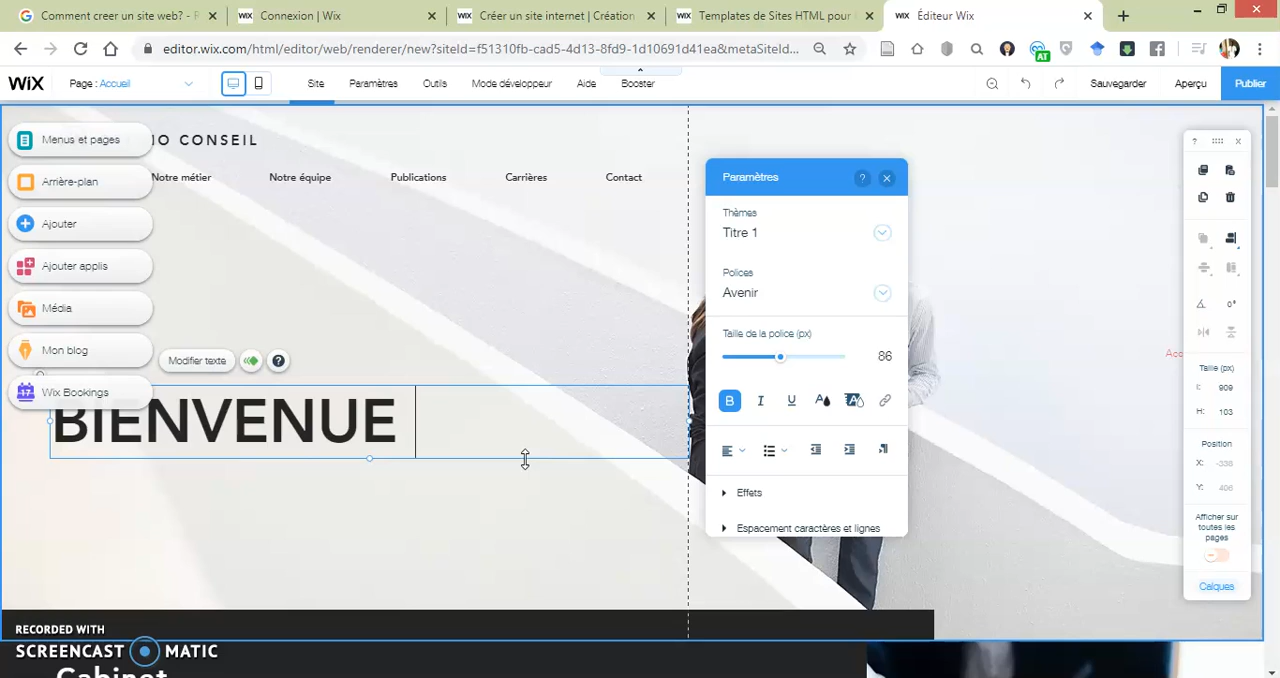 Comment creer un site web? - R
Connexion | Wix
Créer un site internet | Création
Templates de Sites HTML pour
Éditeur Wix
editor.wix.com/html/editor/web/renderer/new?siteId=f51310f0-cad5-4d13-8fd9-1d10691d41ea&metaSiteId...
AT
WiX
Page : Accueil
Site
Paramètres
Outils
Mode développeur
Aide
Booster
Sauvegarder
Aperçu
Publier
Menus et pages
O CONSEIL
Arrière-plan
Notre métier
Notre équipe
Publications
Carrières
Contact
Ajouter
Ajouter applis
Média
Mon blog
17
Wix Bookings
Modifier texte
BIENVENUE
Paramètres
Thèmes
Titre 1
Polices
Avenir
Taille de la police (px)
86
B I U A A
Effets
Espacement caractères et lignes
0°
Taille (px)
L: 909
H: 103
Position
X: -338
Y: 406
Afficher sur
toutes les
pages
Calques
RECORDED WITH
SCREENCAST MATIC
Cabinet